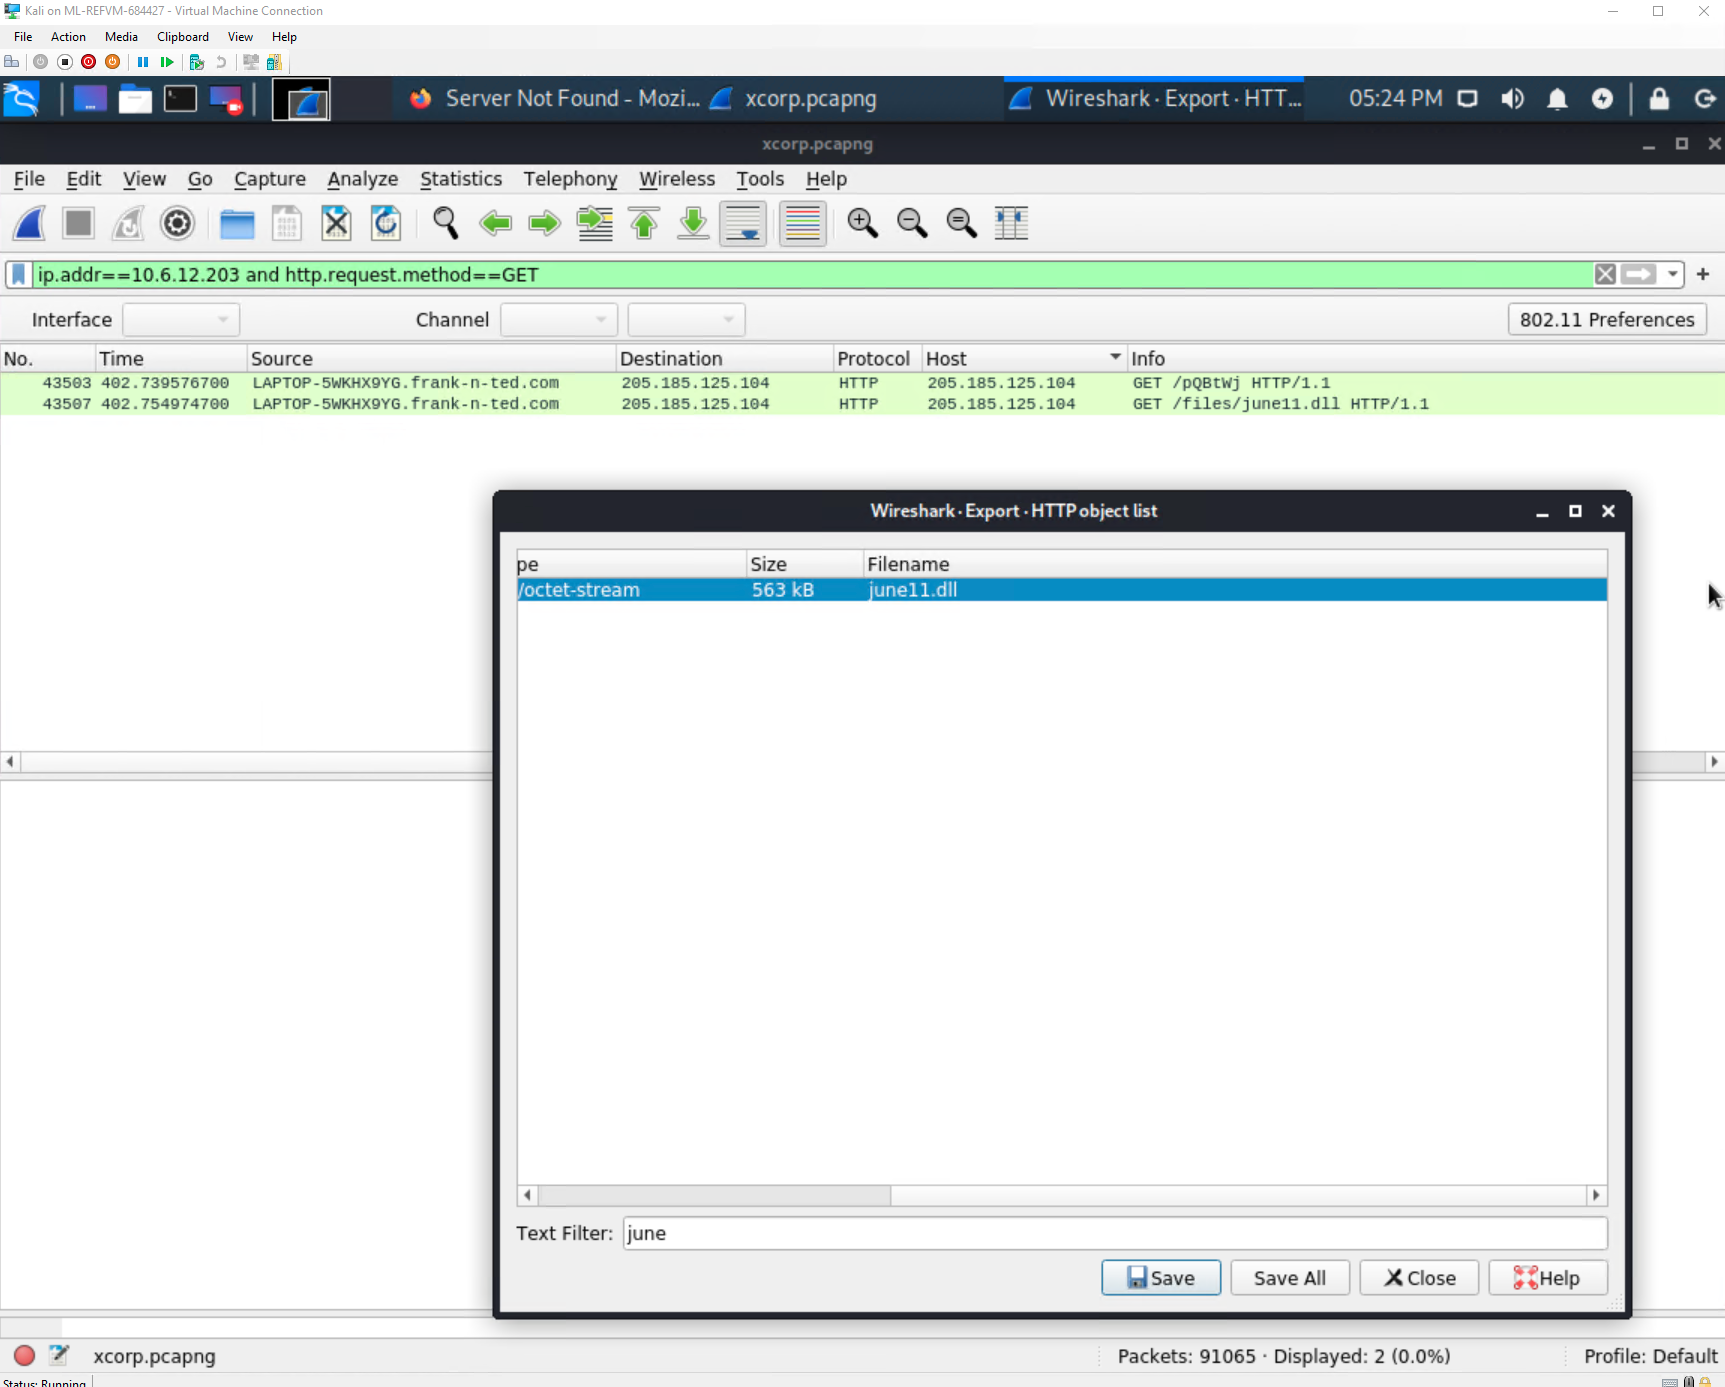 Kali on ML-REFVM-684427 - Virtual Machine Connection
File Action Media Clipboard View Help
Server Not Found - Mozi... xcorp.pcapng Wireshark · Export · HTT... 05:24 PM
xcorp.pcapng
File Edit View Go Capture Analyze Statistics Telephony Wireless Tools Help
ip.addr==10.6.12.203 and http.request.method==GET
Interface Channel 802.11 Preferences
No. Time Source Destination Protocol Host Info
43503 402.739576700 LAPTOP-5WKHX9YG.frank-n-ted.com 205.185.125.104 HTTP 205.185.125.104 GET /pQBtWj HTTP/1.1
43507 402.754974700 LAPTOP-5WKHX9YG.frank-n-ted.com 205.185.125.104 HTTP 205.185.125.104 GET /files/june11.dll HTTP/1.1
Wireshark · Export · HTTP object list
pe Size Filename
/octet-stream 563 kB june11.dll
Text Filter: june
Save Save All Close Help
xcorp.pcapng Packets: 91065 · Displayed: 2 (0.0%) Profile: Default
Status: Running